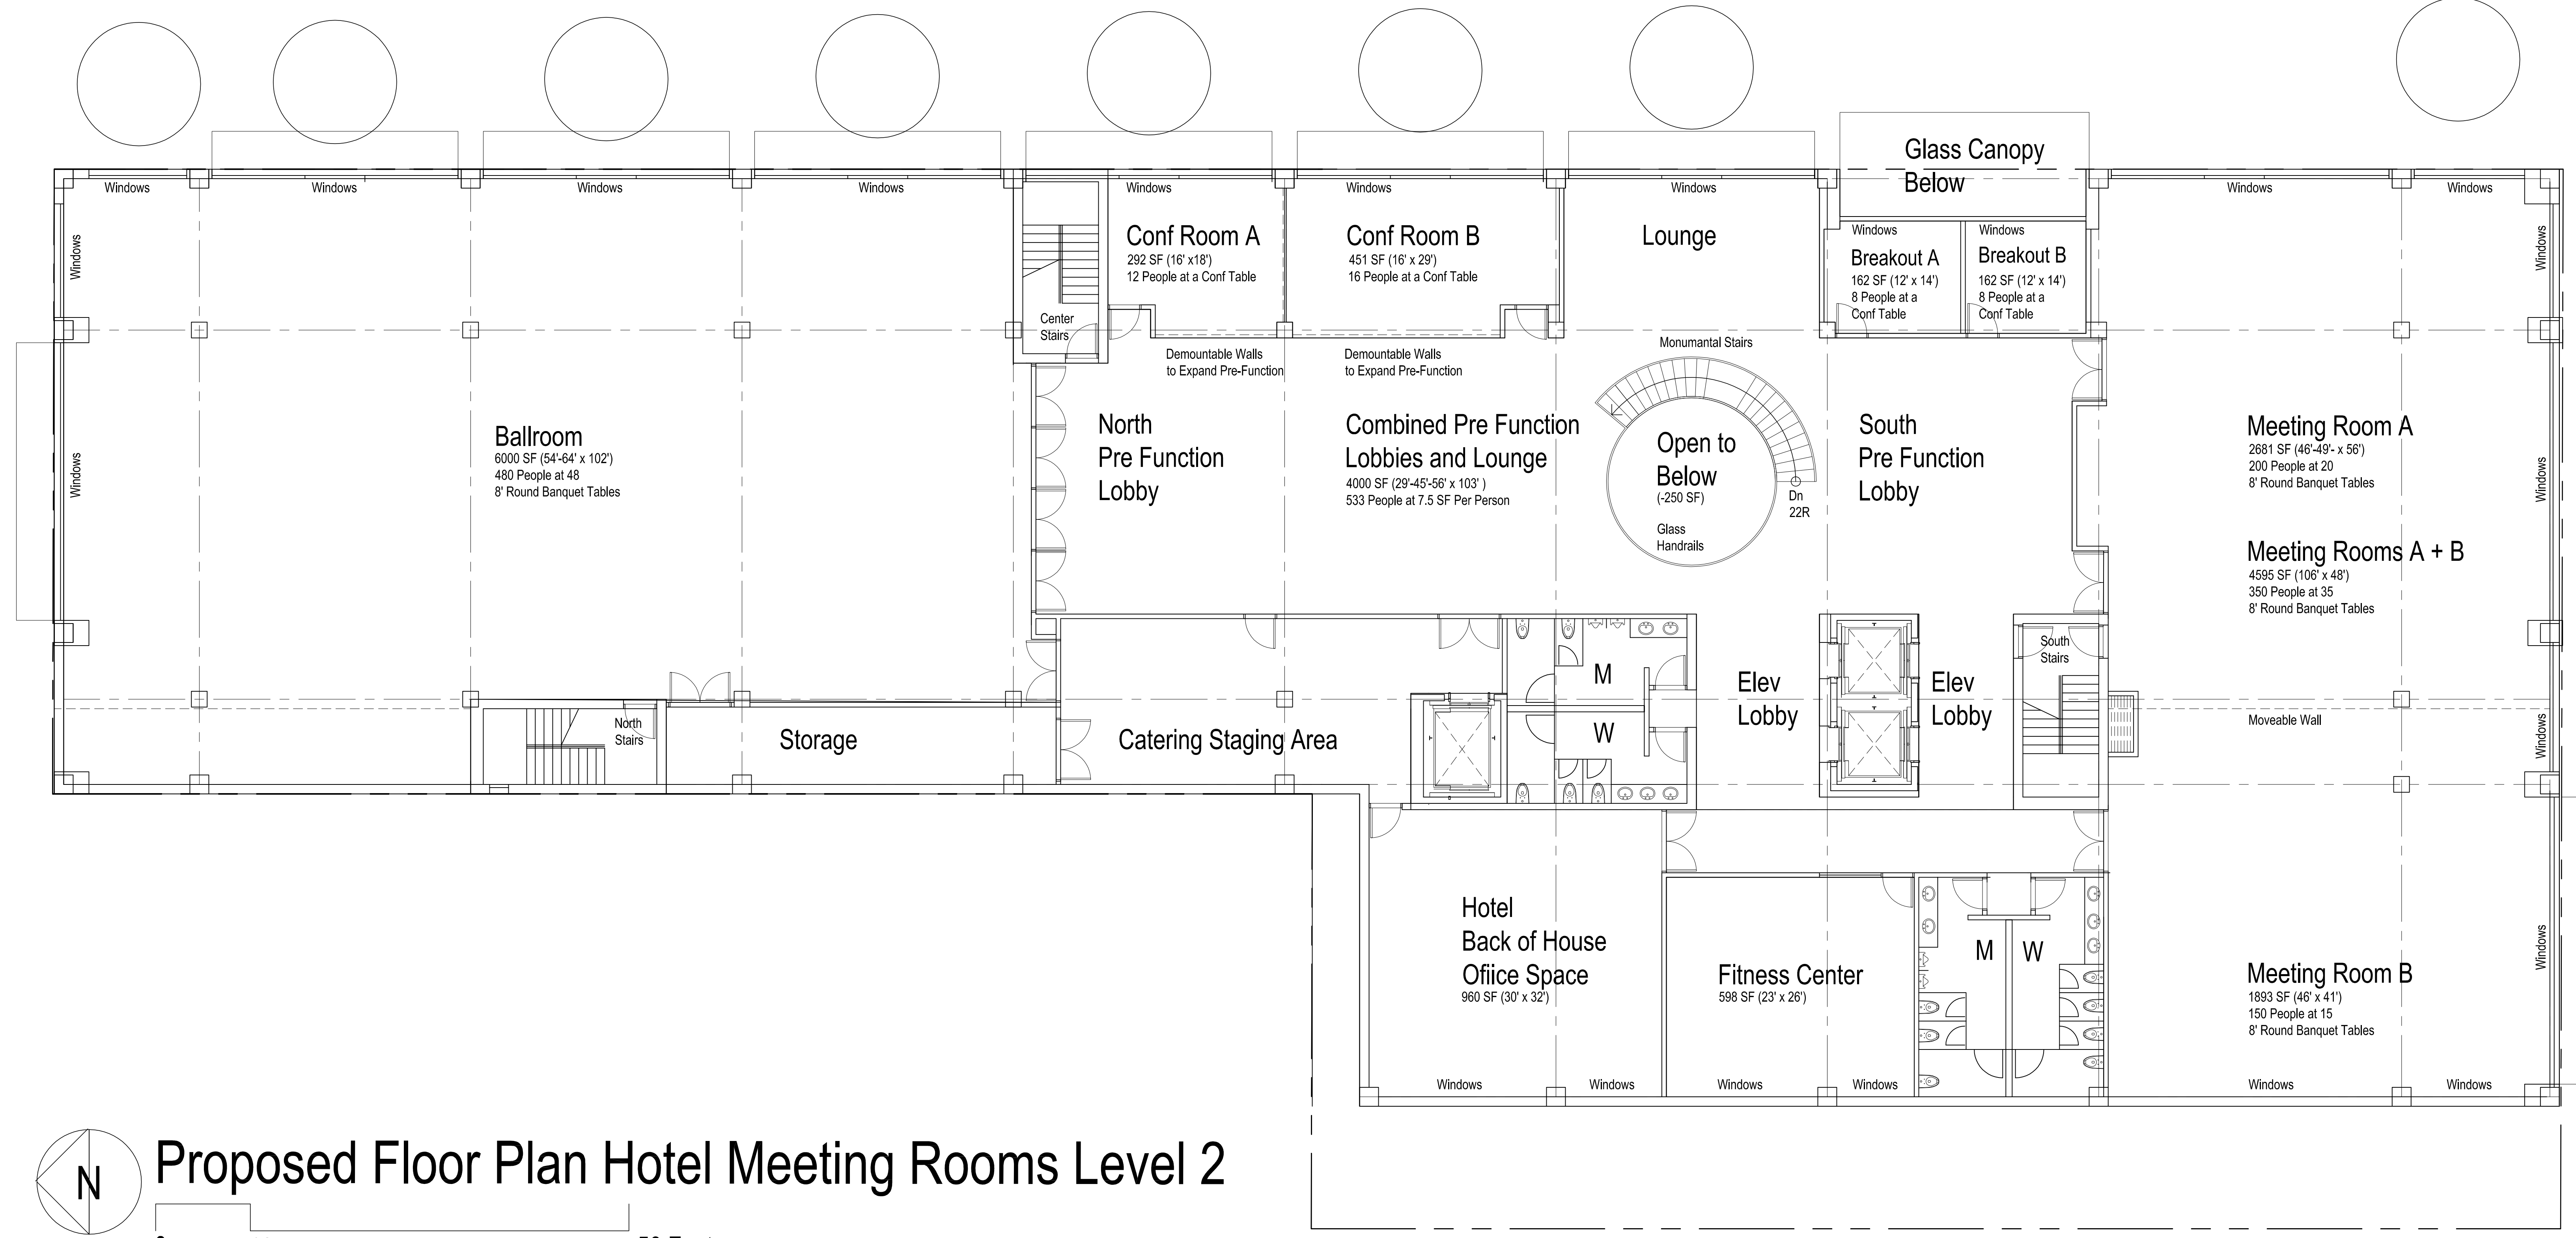 Windows
Windows
Windows
Windows
Windows
Windows
Windows
Glass Canopy
Below
Windows
Windows
Windows
Windows
Conf Room A
292 SF (16' x18')
12 People at a Conf Table
Conf Room B
451 SF (16' x 29')
16 People at a Conf Table
Lounge
Windows
Breakout A
162 SF (12' x 14')
8 People at a
Conf Table
Windows
Breakout B
162 SF (12' x 14')
8 People at a
Conf Table
Windows
Center
Stairs
Demountable Walls
to Expand Pre-Function
Demountable Walls
to Expand Pre-Function
Monumantal Stairs
Windows
Ballroom
6000 SF (54'-64' x 102')
480 People at 48
8' Round Banquet Tables
North
Pre Function
Lobby
Combined Pre Function
Lobbies and Lounge
4000 SF (29'-45'-56' x 103' )
533 People at 7.5 SF Per Person
Open to
Below
(-250 SF)
Glass
Handrails
Dn
22R
South
Pre Function
Lobby
Meeting Room A
2681 SF (46'-49'- x 56')
200 People at 20
8' Round Banquet Tables
Windows
Meeting Rooms A + B
4595 SF (106' x 48')
350 People at 35
8' Round Banquet Tables
North
Stairs
Storage
Catering Staging Area
M
W
Elev
Lobby
Elev
Lobby
South
Stairs
Moveable Wall
Windows
Hotel
Back of House
Ofiice Space
960 SF (30' x 32')
Fitness Center
598 SF (23' x 26')
M
W
Windows
Meeting Room B
1893 SF (46' x 41')
150 People at 15
8' Round Banquet Tables
Windows
Windows
Windows
Windows
Windows
Windows
N
Proposed Floor Plan Hotel Meeting Rooms Level 2